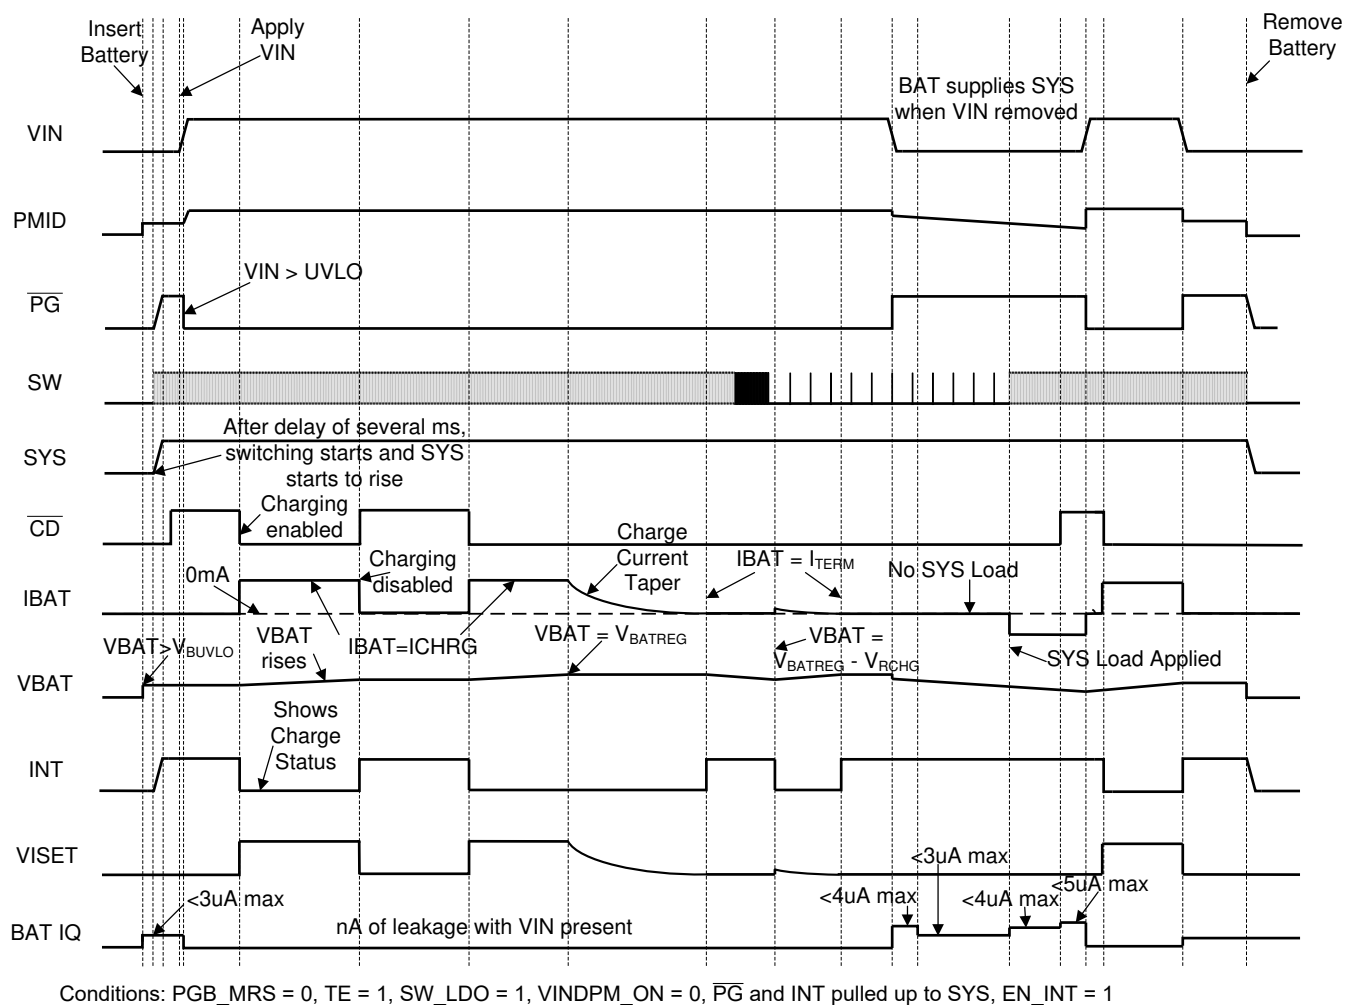 Insert
Battery
Apply
VIN
Remove
Battery
BAT supplies SYS
when VIN removed
VIN
PMID
VIN > UVLO
PG
SW
After delay of several ms,
switching starts and SYS
starts to rise
SYS
Charging
enabled
CD
Charge
Current
Taper
Charging
disabled
IBAT = ITERM
No SYS Load
0mA
IBAT
VBAT>VBUVLO
VBAT
rises
IBAT=ICHRG
VBAT = VBATREG
VBAT =
VBATREG - VRCHG
SYS Load Applied
VBAT
Shows
Charge
Status
INT
VISET
<3uA max
<3uA max
<4uA max
<4uA max
<5uA max
BAT IQ
nA of leakage with VIN present
Conditions: PGB_MRS = 0, TE = 1, SW_LDO = 1, VINDPM_ON = 0, PG and INT pulled up to SYS, EN_INT = 1